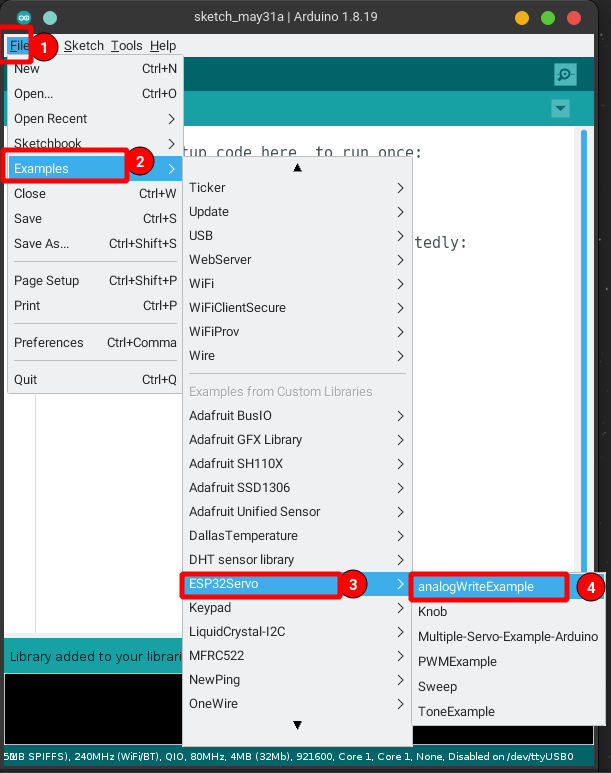 sketch_may31a | Arduino 1.8.19
File Sketch Tools Help
1
New Ctrl+N
Open... Ctrl+O
Open Recent
Sketchbook
Examples
2
Close Ctrl+W
Save Ctrl+S
Save As... Ctrl+Shift+S
Page Setup Ctrl+Shift+P
Print Ctrl+P
Preferences Ctrl+Comma
Quit Ctrl+Q
tup code here, to run once:
tedly:
Ticker
Update
USB
WebServer
WiFi
WiFiClientSecure
WiFiProv
Wire
Examples from Custom Libraries
Adafruit BusIO
Adafruit GFX Library
Adafruit SH110X
Adafruit SSD1306
Adafruit Unified Sensor
DallasTemperature
DHT sensor library
ESP32Servo
3
Keypad
LiquidCrystal-I2C
MFRC522
NewPing
OneWire
analogWriteExample
4
Knob
Multiple-Servo-Example-Arduino
PWMExample
Sweep
ToneExample
Library added to your librari
MB SPIFFS), 240MHz (WiFi/BT), QIO, 80MHz, 4MB (32Mb), 921600, Core 1, Core 1, None, Disabled on /dev/ttyUSB0